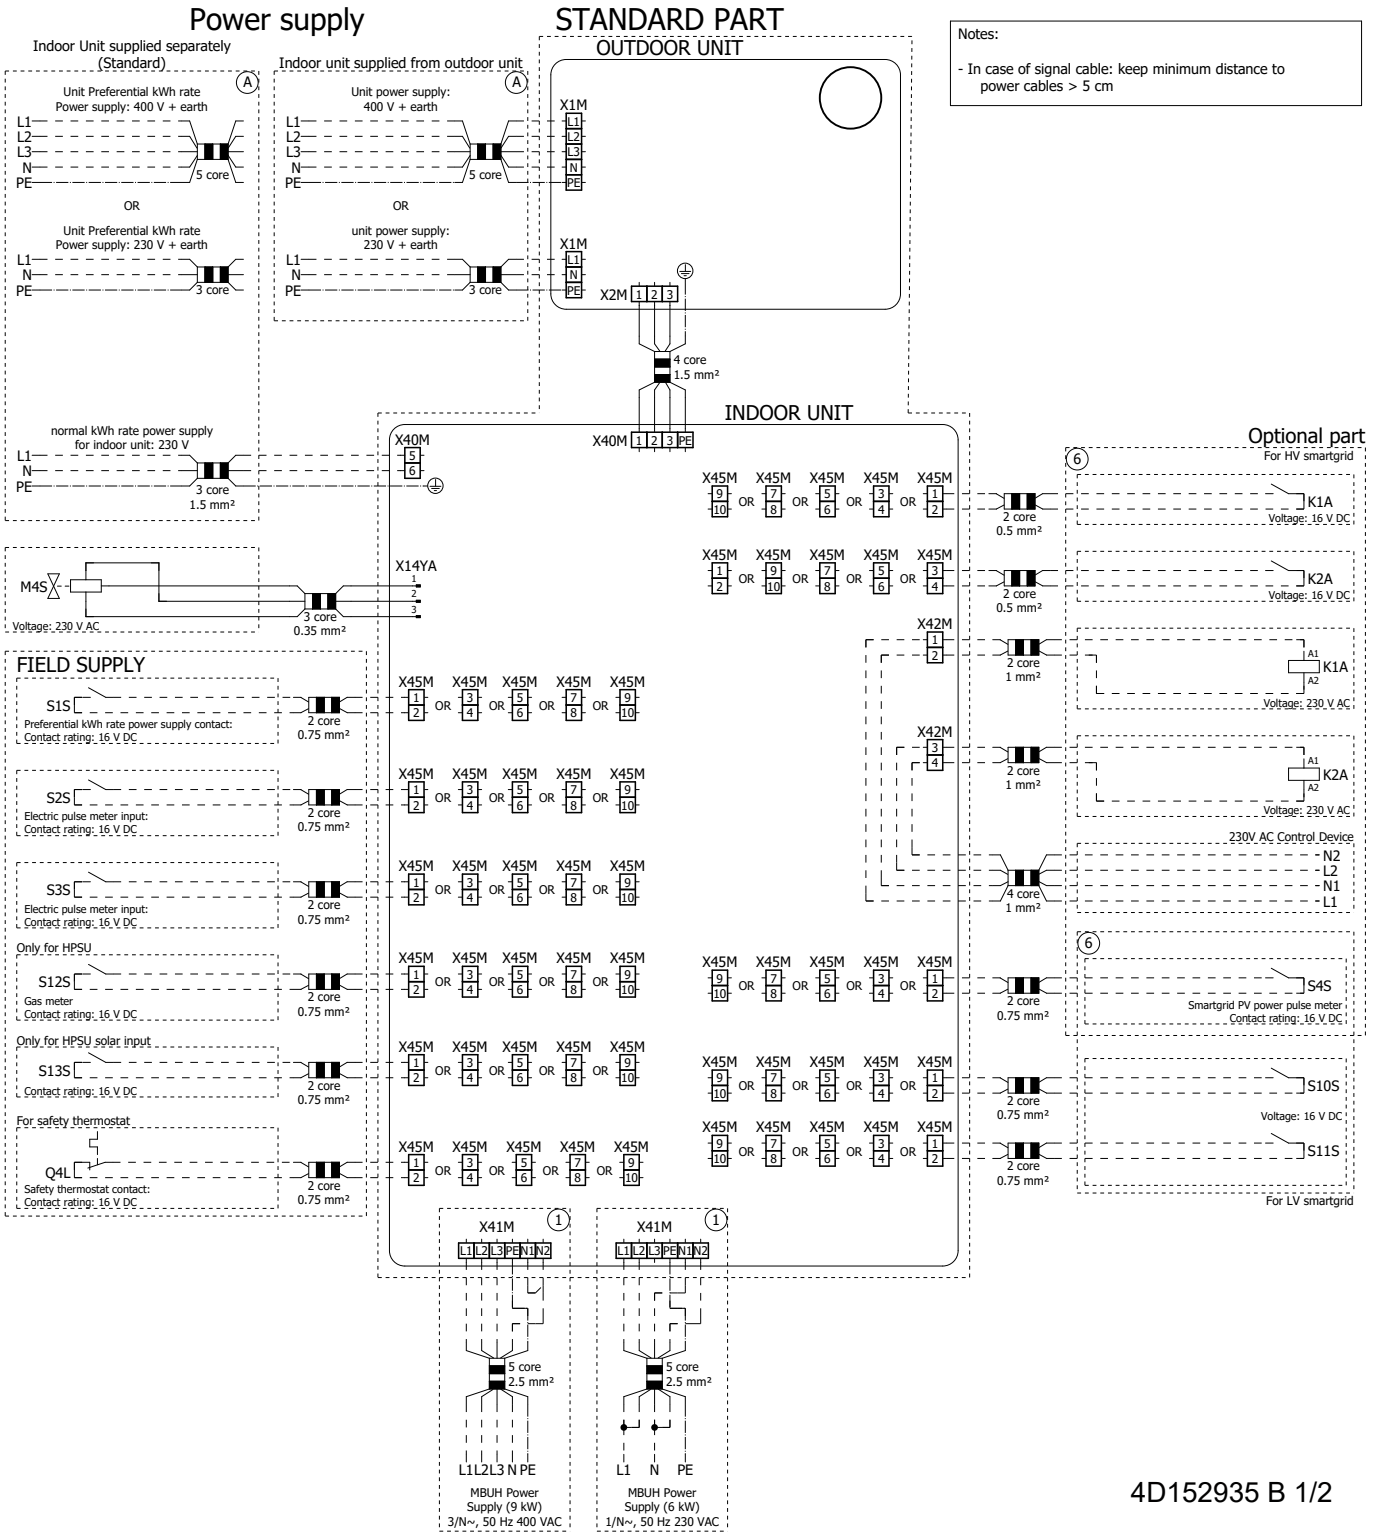 Power supply
STANDARD PART
Notes:
- In case of signal cable: keep minimum distance to
power cables > 5 cm
Indoor Unit supplied separately
(Standard)
A
Unit Preferential kWh rate
Power supply: 400 V + earth
L1
L2
L3
N
PE
5 core
OR
Unit Preferential kWh rate
Power supply: 230 V + earth
L1
N
PE
3 core
normal kWh rate power supply
for indoor unit: 230 V
L1
N
PE
3 core
1.5 mm²
Indoor unit supplied from outdoor unit
A
Unit power supply:
400 V + earth
L1
L2
L3
N
PE
5 core
OR
unit power supply:
230 V + earth
L1
N
PE
3 core
OUTDOOR UNIT
X1M
L1
L2
L3
N
PE
X1M
L1
N
PE
X2M 1 2 3
4 core
1.5 mm²
INDOOR UNIT
X40M 1 2 3 PE
X40M
5
6
M4S
Voltage: 230 V AC
3 core
0.35 mm²
X14YA
1
2
3
FIELD SUPPLY
S1S
Preferential kWh rate power supply contact:
Contact rating: 16 V DC
2 core
0.75 mm²
X45M X45M X45M X45M X45M
1 3 5 7 9
OR OR OR OR
2 4 6 8 10
S2S
Electric pulse meter input:
Contact rating: 16 V DC
2 core
0.75 mm²
X45M X45M X45M X45M X45M
1 3 5 7 9
OR OR OR OR
2 4 6 8 10
S3S
Electric pulse meter input:
Contact rating: 16 V DC
2 core
0.75 mm²
X45M X45M X45M X45M X45M
1 3 5 7 9
OR OR OR OR
2 4 6 8 10
Only for HPSU
S12S
Gas meter
Contact rating: 16 V DC
2 core
0.75 mm²
X45M X45M X45M X45M X45M
1 3 5 7 9
OR OR OR OR
2 4 6 8 10
Only for HPSU solar input
S13S
Contact rating: 16 V DC
2 core
0.75 mm²
X45M X45M X45M X45M X45M
1 3 5 7 9
OR OR OR OR
2 4 6 8 10
For safety thermostat
Q4L
Safety thermostat contact:
Contact rating: 16 V DC
2 core
0.75 mm²
X45M X45M X45M X45M X45M
1 3 5 7 9
OR OR OR OR
2 4 6 8 10
Optional part
For HV smartgrid
6
X45M X45M X45M X45M X45M
9 7 5 3 1
OR OR OR OR
10 8 6 4 2
2 core
0.5 mm²
K1A
Voltage: 16 V DC
X45M X45M X45M X45M X45M
1 9 7 5 3
OR OR OR OR
2 10 8 6 4
2 core
0.5 mm²
K2A
Voltage: 16 V DC
X42M
1
2
2 core
1 mm²
A1
K1A
A2
Voltage: 230 V AC
X42M
3
4
2 core
1 mm²
A1
K2A
A2
Voltage: 230 V AC
230V AC Control Device
N2
L2
N1
L1
4 core
1 mm²
6
X45M X45M X45M X45M X45M
9 7 5 3 1
OR OR OR OR
10 8 6 4 2
2 core
0.75 mm²
S4S
Smartgrid PV power pulse meter
Contact rating: 16 V DC
X45M X45M X45M X45M X45M
9 7 5 3 1
OR OR OR OR
10 8 6 4 2
2 core
0.75 mm²
S10S
Voltage: 16 V DC
X45M X45M X45M X45M X45M
9 7 5 3 1
OR OR OR OR
10 8 6 4 2
2 core
0.75 mm²
S11S
For LV smartgrid
1
X41M
L1 L2 L3 PE N1 N2
5 core
2.5 mm²
L1 L2 L3 N PE
MBUH Power
Supply (9 kW)
3/N~, 50 Hz 400 VAC
1
X41M
L1 L2 L3 PE N1 N2
5 core
2.5 mm²
L1 N PE
MBUH Power
Supply (6 kW)
1/N~, 50 Hz 230 VAC
4D152935 B 1/2